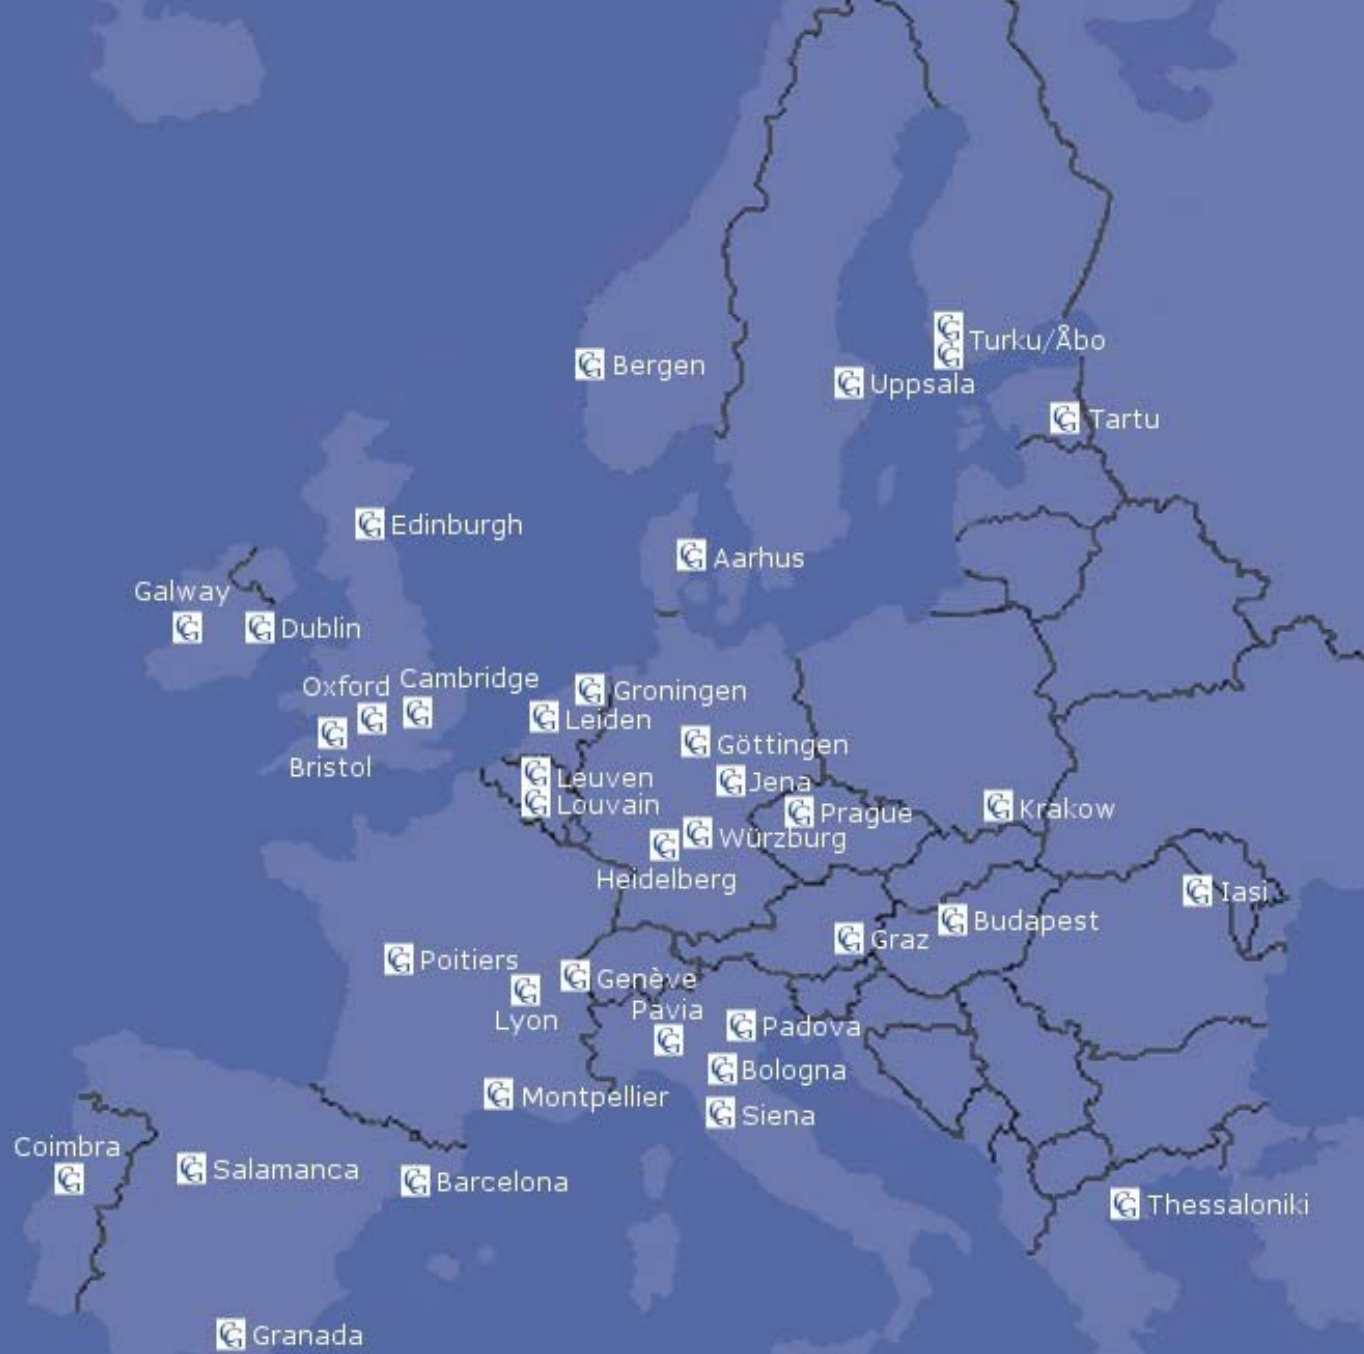 Turku/Åbo
Bergen
Uppsala
Tartu
Edinburgh
Aarhus
Galway
Dublin
Oxford
Cambridge
Groningen
Leiden
Bristol
Göttingen
Leuven
Jena
Louvain
Prague
Krakow
Würzburg
Heidelberg
Iasi
Budapest
Graz
Poitiers
Genève
Lyon
Pavia
Padova
Bologna
Montpellier
Siena
Coimbra
Salamanca
Barcelona
Thessaloniki
Granada